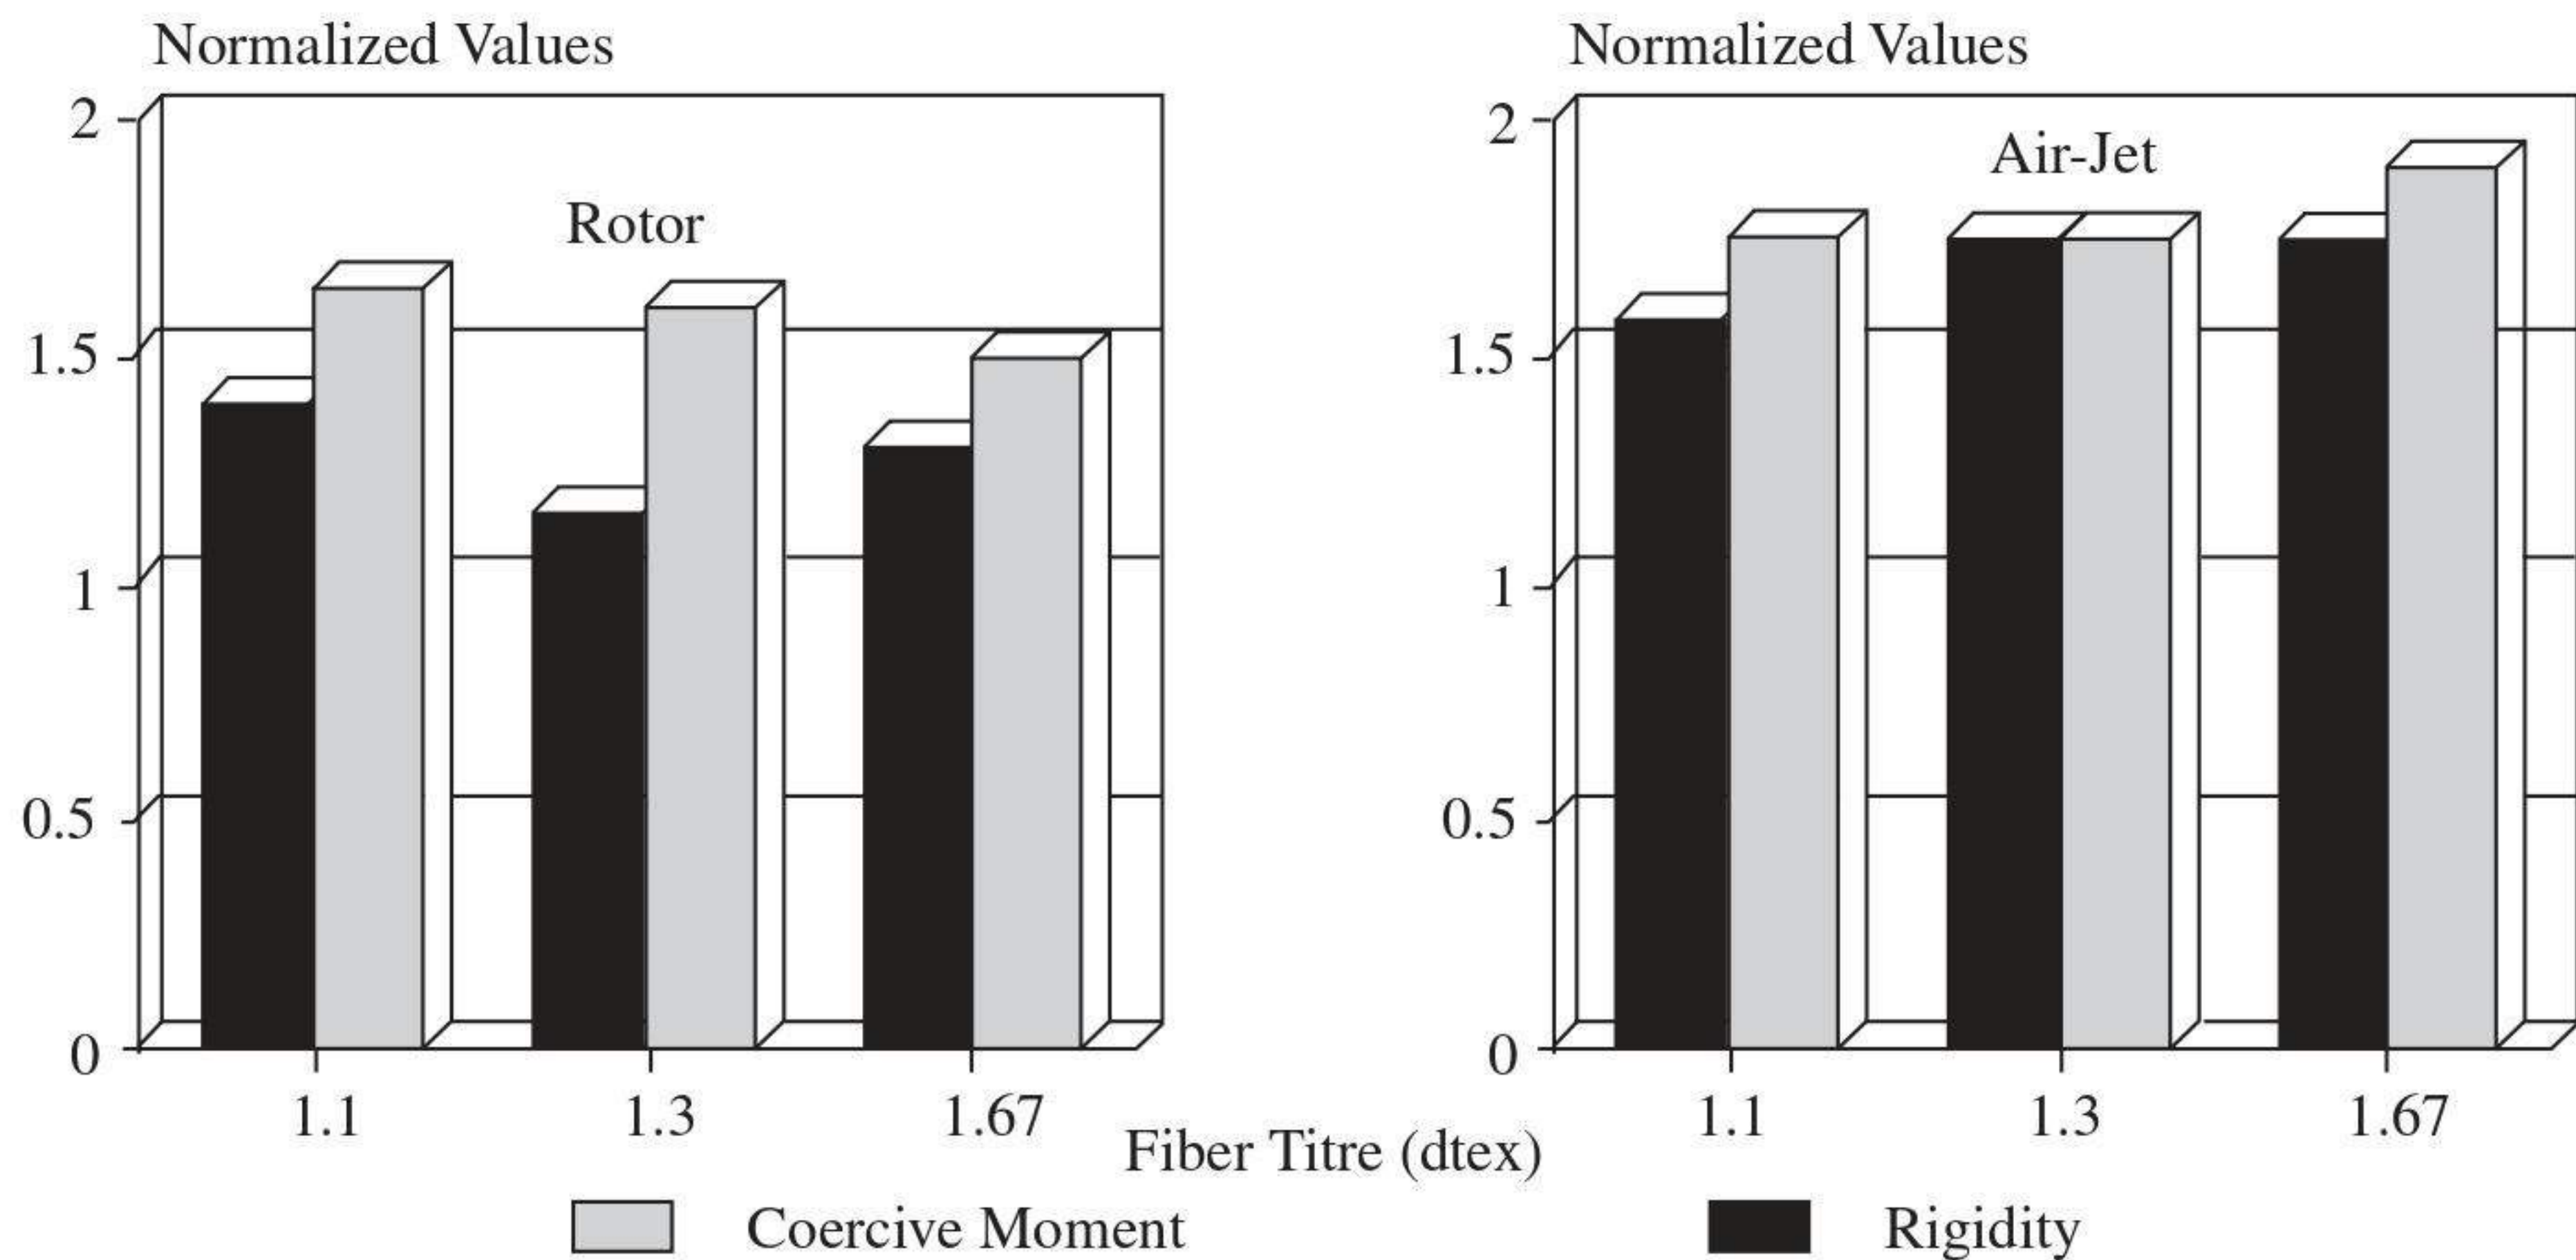 Normalized Values
2
1.5
1
0.5
0
Rotor
1.1 1.3 1.67
Normalized Values
2
1.5
1
0.5
0
Air-Jet
1.1 1.3 1.67
Fiber Titre (dtex)
Coercive Moment
Rigidity